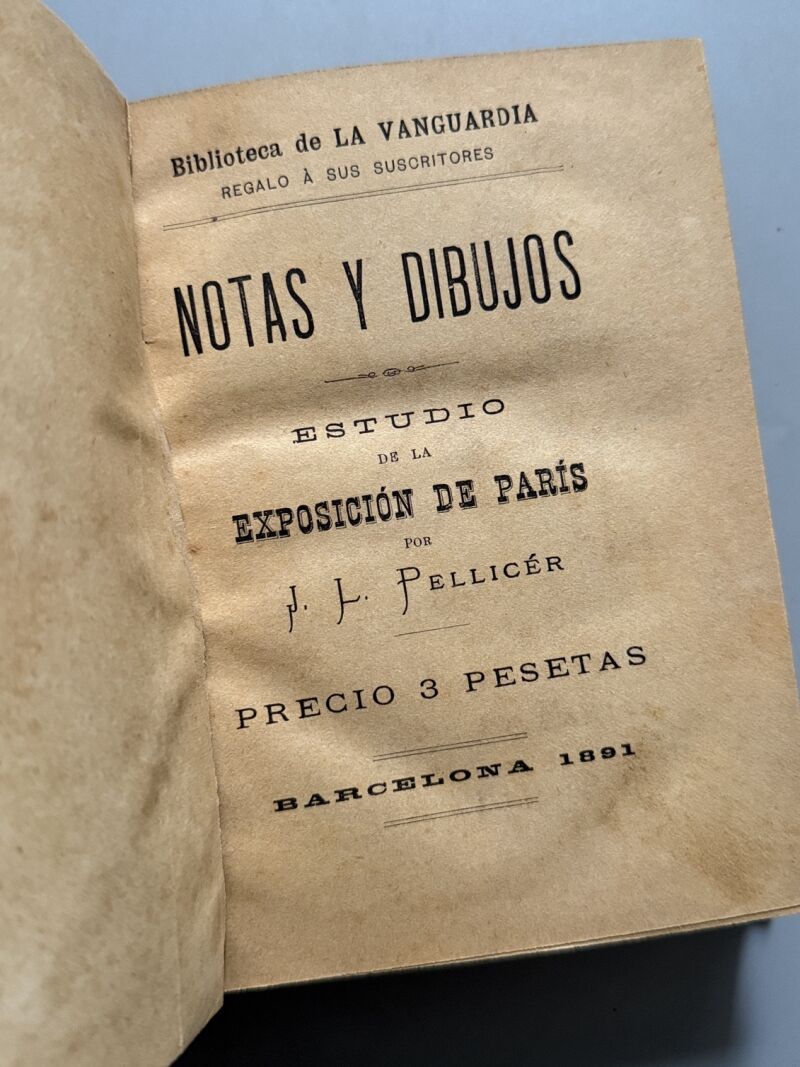 Biblioteca de LA VANGUARDIA
REGALO À SUS SUSCRITORES
NOTAS Y DIBUJOS
ESTUDIO
DE LA
EXPOSICIÓN DE PARÍS
POR
J. L. PELLICÉR
PRECIO 3 PESETAS
BARCELONA 1891